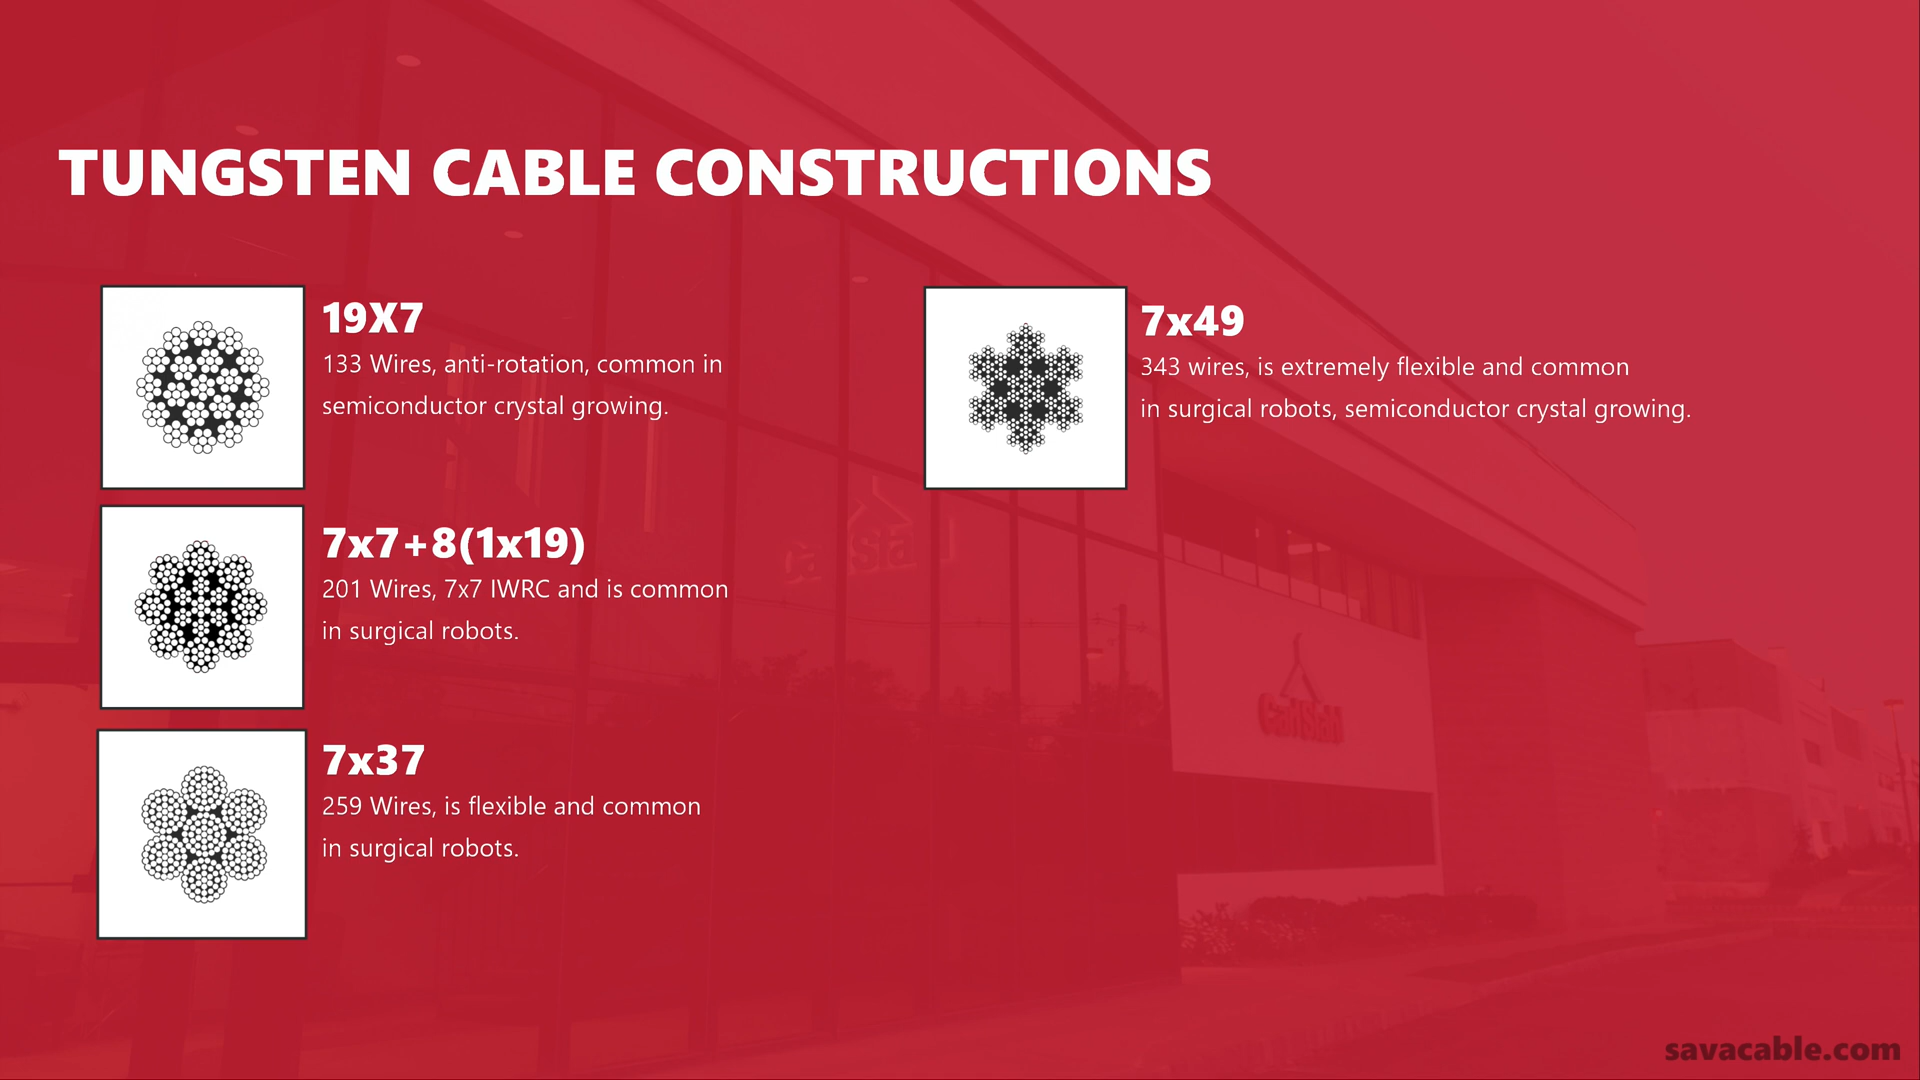 TUNGSTEN CABLE CONSTRUCTIONS
19X7
133 Wires, anti-rotation, common in
semiconductor crystal growing.
7x7+8(1x19)
201 Wires, 7x7 IWRC and is common
in surgical robots.
7x37
259 Wires, is flexible and common
in surgical robots.
7x49
343 wires, is extremely flexible and common
in surgical robots, semiconductor crystal growing.
CarlStahl
savacable.com